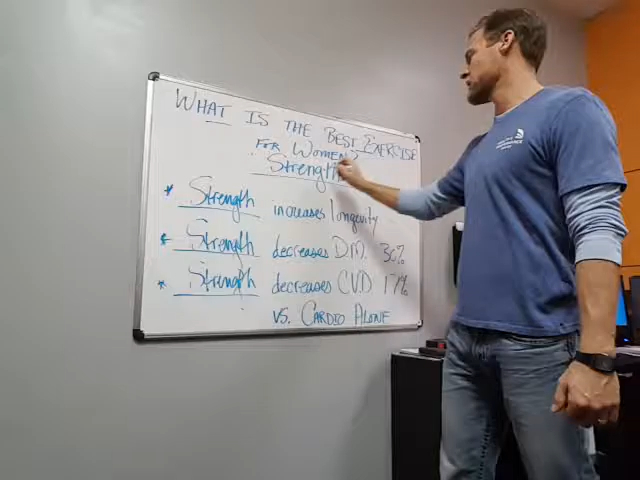 WHAT IS THE BEST EXERCISE
FOR WOMEN?
Strength
* Strength increases longevity
* Strength decreases D.M. 30%
* Strength decreases CVD 17%
vs. CARDIO ALONE